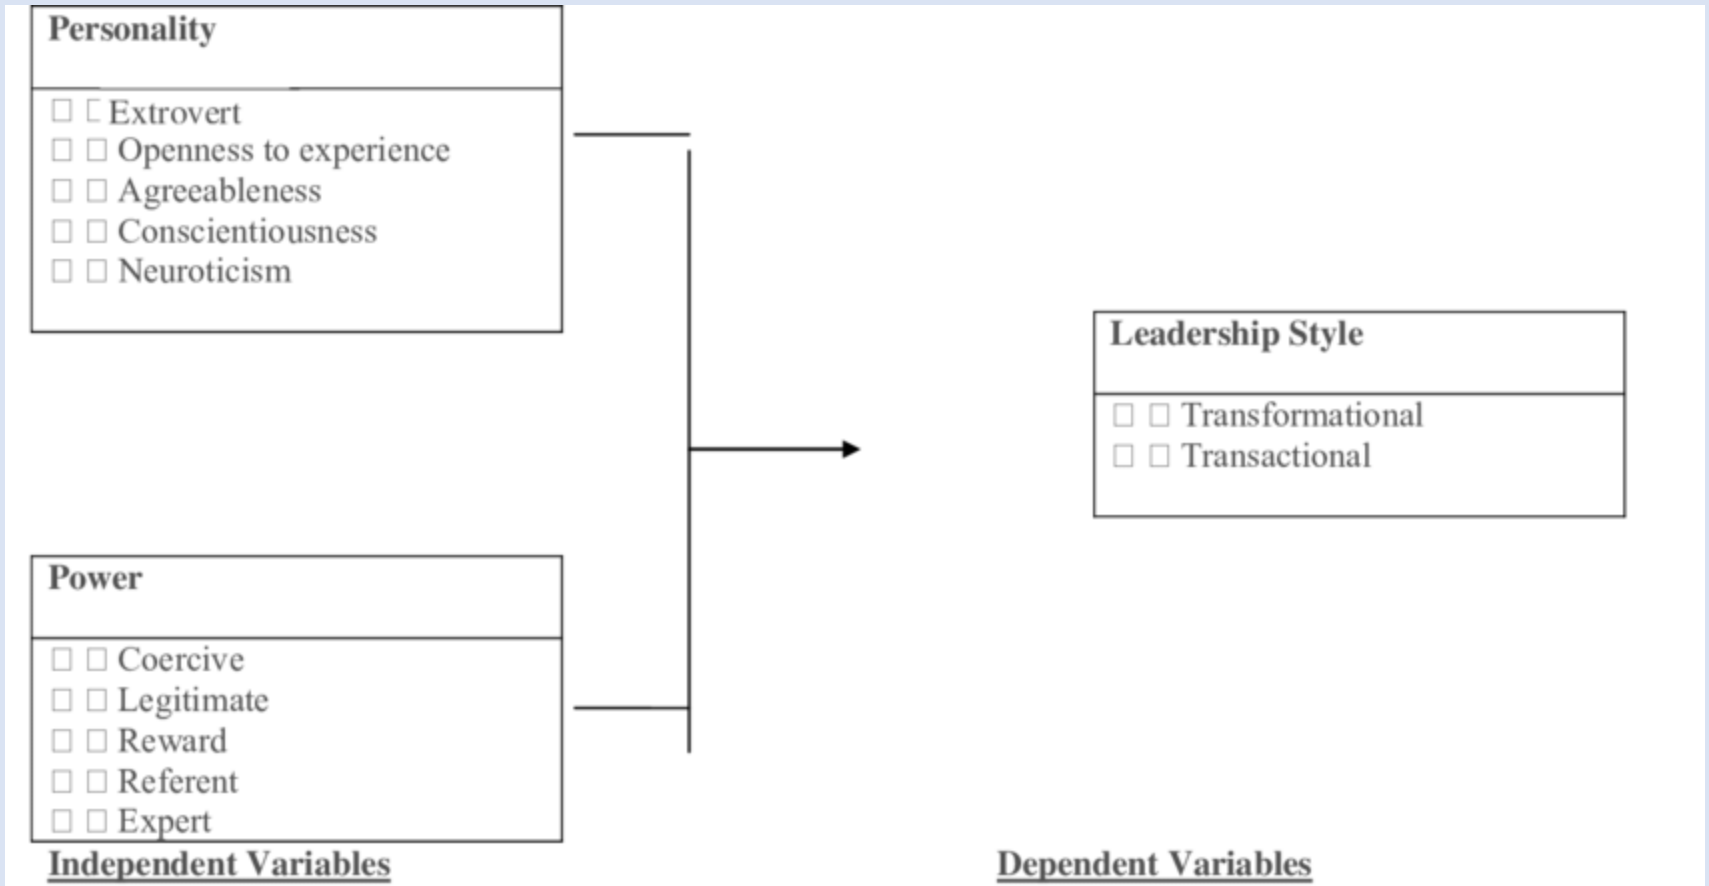 Personality
Extrovert
Openness to experience
Agreeableness
Conscientiousness
Neuroticism
Leadership Style
Transformational
Transactional
Power
Coercive
Legitimate
Reward
Referent
Expert
Independent Variables
Dependent Variables